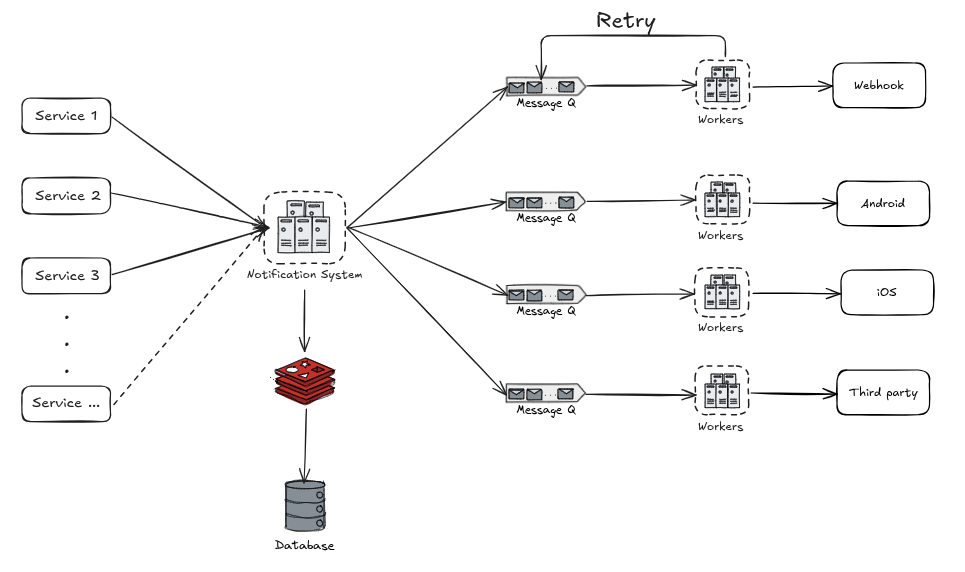 Retry
Message Q
Workers
Webhook
Service 1
Service 2
Message Q
Workers
Android
Service 3
Notification System
Message Q
Workers
iOS
Service ...
Message Q
Workers
Third party
Database